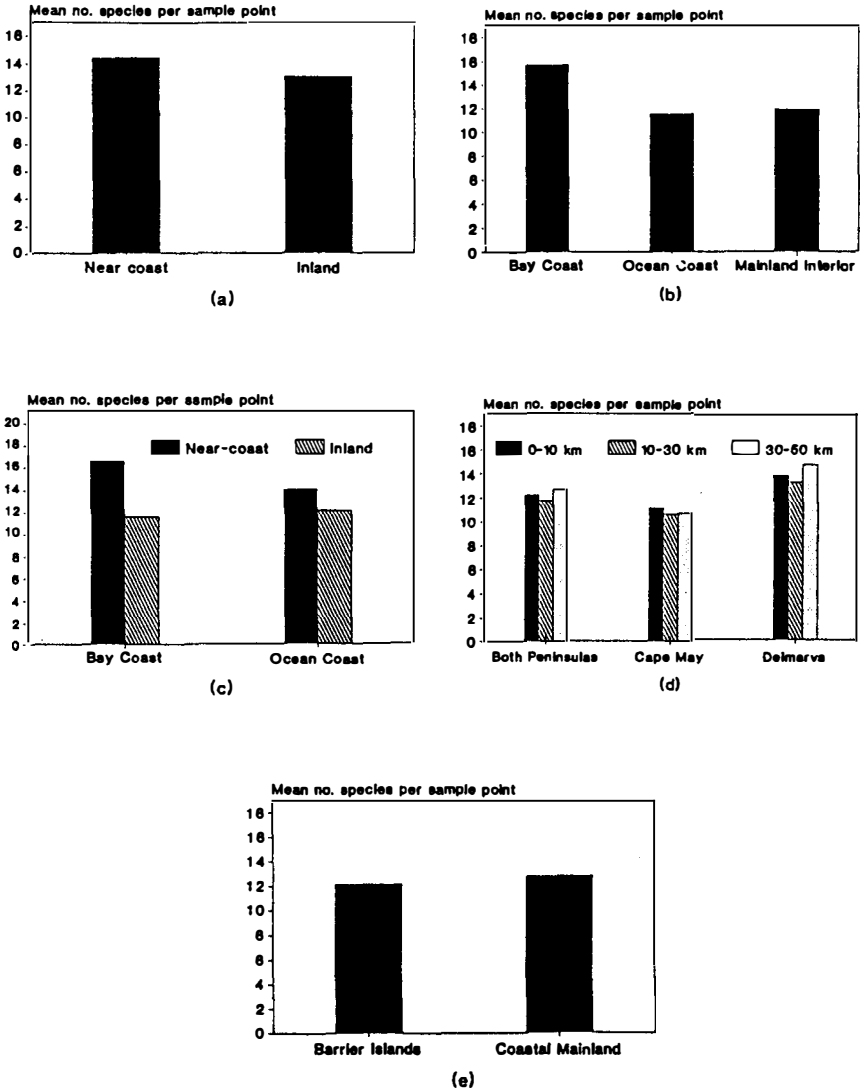 Mean no. species per sample point
16
14
12
10
8
6
4
2
0
Near coast Inland
(a)
Mean no. species per sample point
18
16
14
12
10
8
6
4
2
0
Bay Coast Ocean Coast Mainland Interior
(b)
Mean no. species per sample point
20
18
16
14
12
10
8
6
4
2
0
Near-coast Inland
Bay Coast Ocean Coast
(c)
Mean no. species per sample point
18
16
14
12
10
8
6
4
2
0
0-10 km 10-30 km 30-50 km
Both Peninsulas Cape May Delmarva
(d)
Mean no. species per sample point
18
16
14
12
10
8
6
4
2
0
Barrier Islands Coastal Mainland
(e)